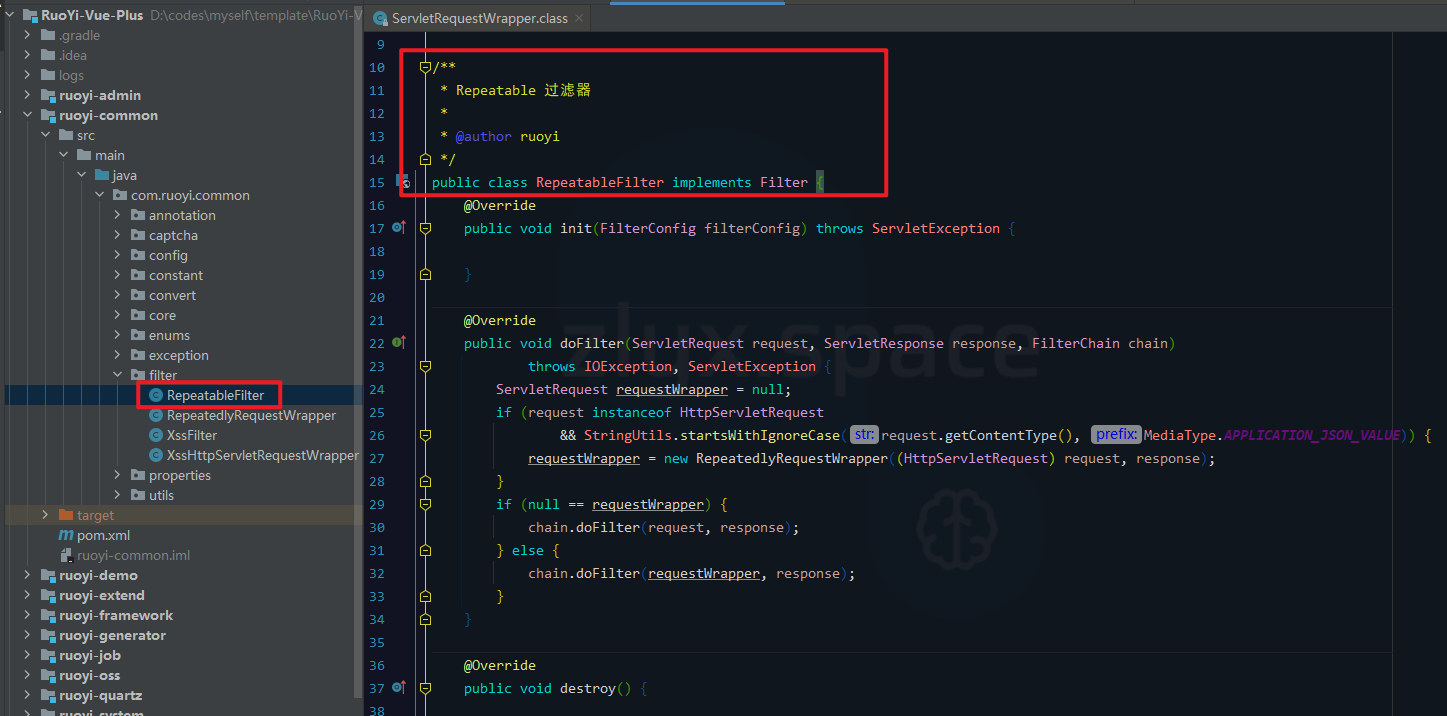 RuoYi-Vue-Plus D:\codes\myself\template\RuoYi-V
.gradle
.idea
logs
ruoyi-admin
ruoyi-common
src
main
java
com.ruoyi.common
annotation
captcha
config
constant
convert
core
enums
exception
filter
RepeatableFilter
RepeatedlyRequestWrapper
XssFilter
XssHttpServletRequestWrapper
properties
utils
target
pom.xml
ruoyi-common.iml
ruoyi-demo
ruoyi-extend
ruoyi-framework
ruoyi-generator
ruoyi-job
ruoyi-oss
ruoyi-quartz
ruoyi-system
ServletRequestWrapper.class
9
10 /**
11 * Repeatable 过滤器
12 *
13 * @author ruoyi
14 */
15 public class RepeatableFilter implements Filter {
16 @Override
17 public void init(FilterConfig filterConfig) throws ServletException {
18
19 }
20
21 @Override
22 public void doFilter(ServletRequest request, ServletResponse response, FilterChain chain)
23 throws IOException, ServletException {
24 ServletRequest requestWrapper = null;
25 if (request instanceof HttpServletRequest
26 && StringUtils.startsWithIgnoreCase( str: request.getContentType(), prefix: MediaType.APPLICATION_JSON_VALUE)) {
27 requestWrapper = new RepeatedlyRequestWrapper((HttpServletRequest) request, response);
28 }
29 if (null == requestWrapper) {
30 chain.doFilter(request, response);
31 } else {
32 chain.doFilter(requestWrapper, response);
33 }
34 }
35
36 @Override
37 public void destroy() {
38
zlux.space